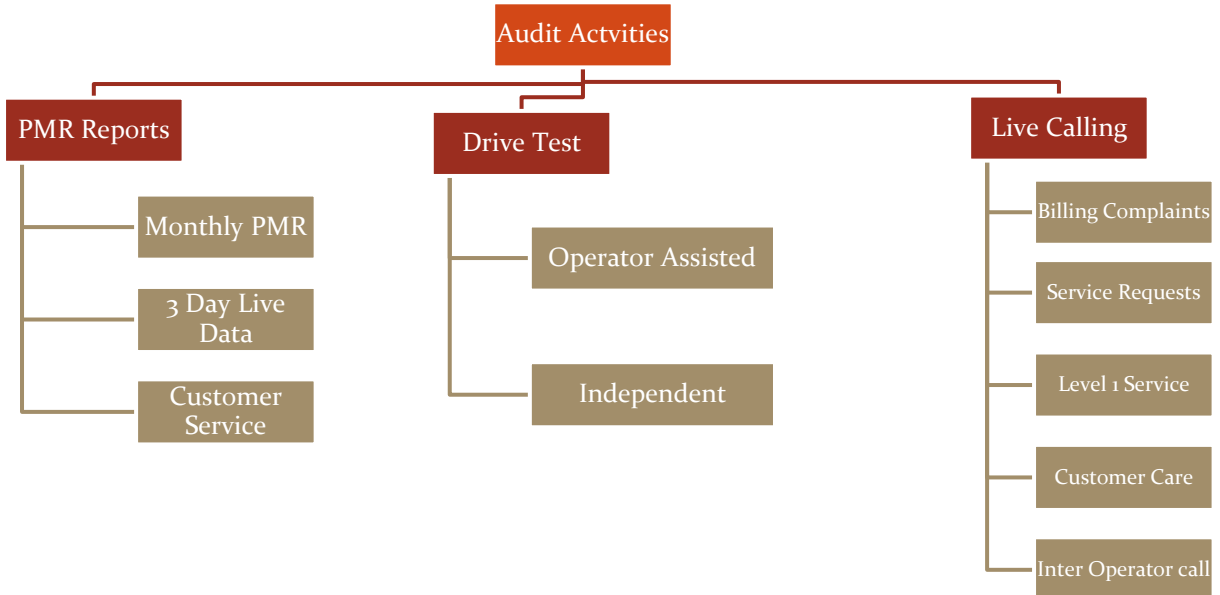 Audit Actvities
PMR Reports
Monthly PMR
3 Day Live
Data
Customer
Service
Drive Test
Operator Assisted
Independent
Live Calling
Billing Complaints
Service Requests
Level 1 Service
Customer Care
Inter Operator call